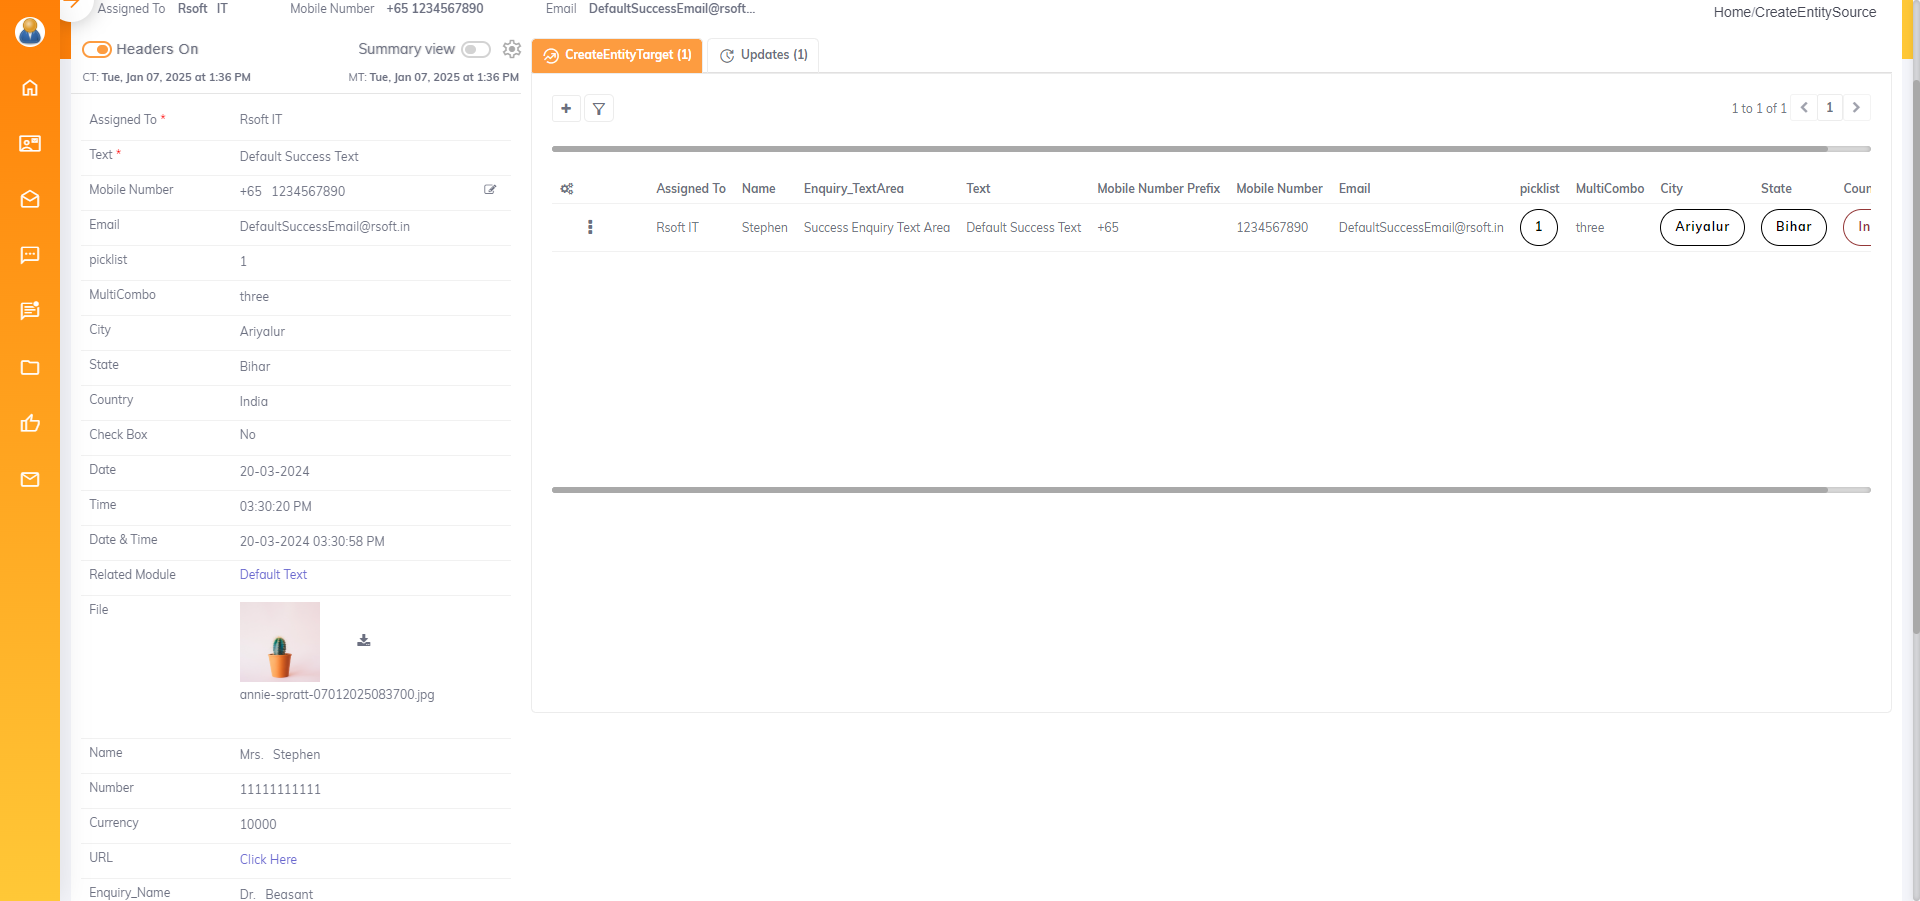 Assigned To Rsoft IT Mobile Number +65 1234567890 Email DefaultSuccessEmail@rsoft...
Home/CreateEntitySource
Headers On Summary view
CT: Tue, Jan 07, 2025 at 1:36 PM MT: Tue, Jan 07, 2025 at 1:36 PM
Assigned To * Rsoft IT
Text * Default Success Text
Mobile Number +65 1234567890
Email DefaultSuccessEmail@rsoft.in
picklist 1
MultiCombo three
City Ariyalur
State Bihar
Country India
Check Box No
Date 20-03-2024
Time 03:30:20 PM
Date & Time 20-03-2024 03:30:58 PM
Related Module Default Text
File
annie-spratt-07012025083700.jpg
Name Mrs. Stephen
Number 11111111111
Currency 10000
URL Click Here
Enquiry_Name Dr. Beasant
CreateEntityTarget (1) Updates (1)
1 to 1 of 1 1
Assigned To Name Enquiry_TextArea Text Mobile Number Prefix Mobile Number Email picklist MultiCombo City State Coun
Rsoft IT Stephen Success Enquiry Text Area Default Success Text +65 1234567890 DefaultSuccessEmail@rsoft.in 1 three Ariyalur Bihar In